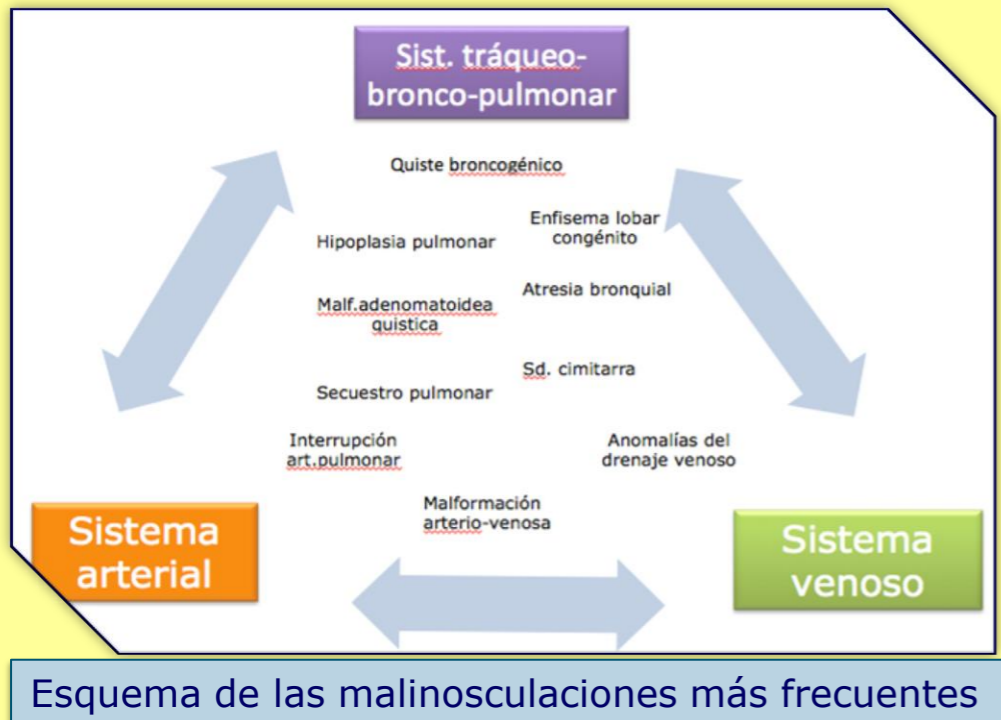 Sist. tráqueo-
bronco-pulmonar
Quiste broncogénico
Enfisema lobar
congénito
Hipoplasia pulmonar
Atresia bronquial
Malf.adenomatoidea
quistica
Sd. cimitarra
Secuestro pulmonar
Interrupción
art.pulmonar
Anomalías del
drenaje venoso
Malformación
arterio-venosa
Sistema
arterial
Sistema
venoso
Esquema de las malinosculaciones más frecuentes